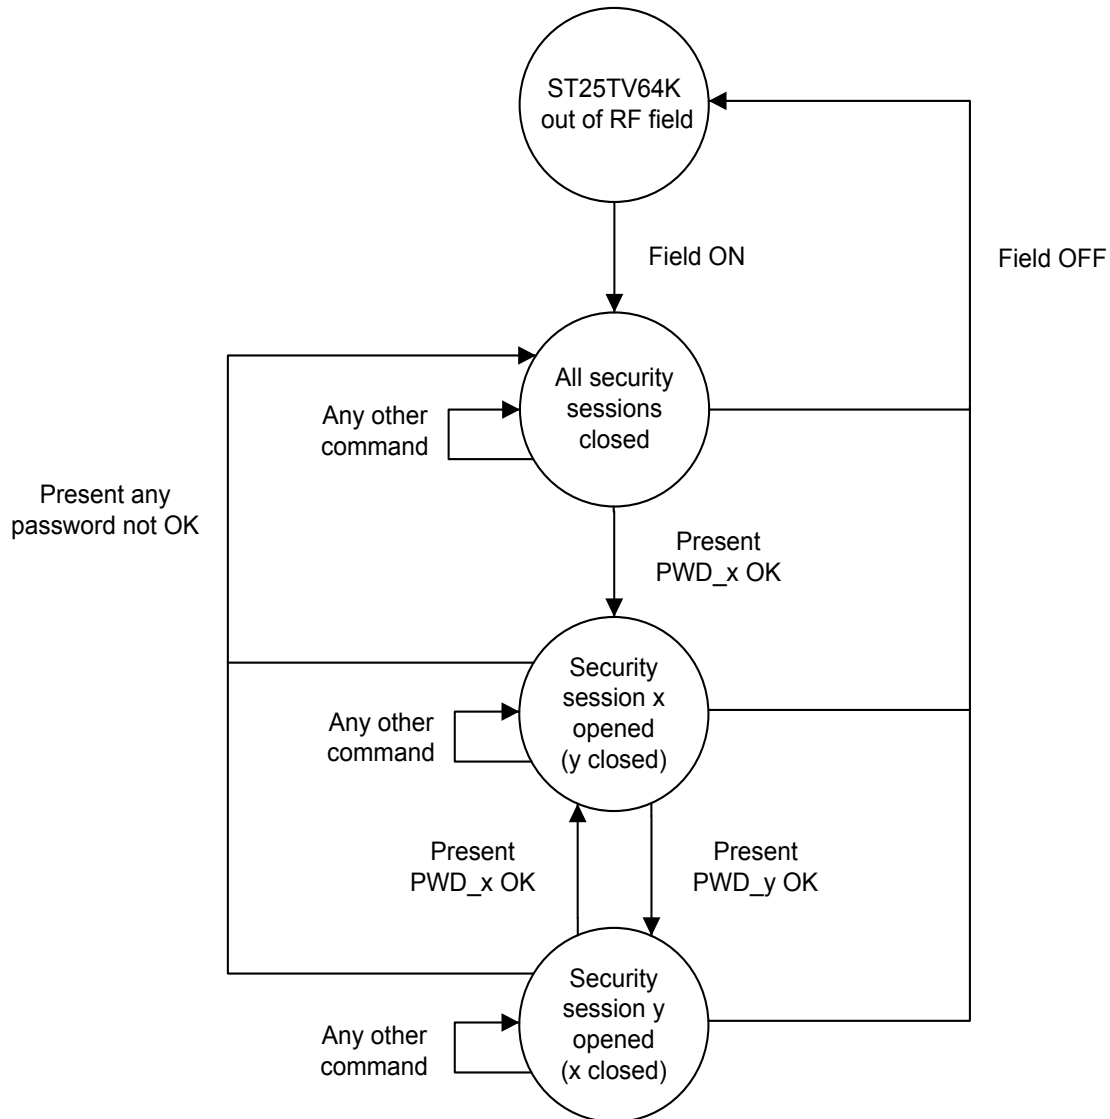 ST25TV64K
out of RF field
Field ON
Field OFF
All security
sessions
closed
Any other
command
Present any
password not OK
Present
PWD_x OK
Security
session x
opened
(y closed)
Any other
command
Present
PWD_x OK
Present
PWD_y OK
Security
session y
opened
(x closed)
Any other
command